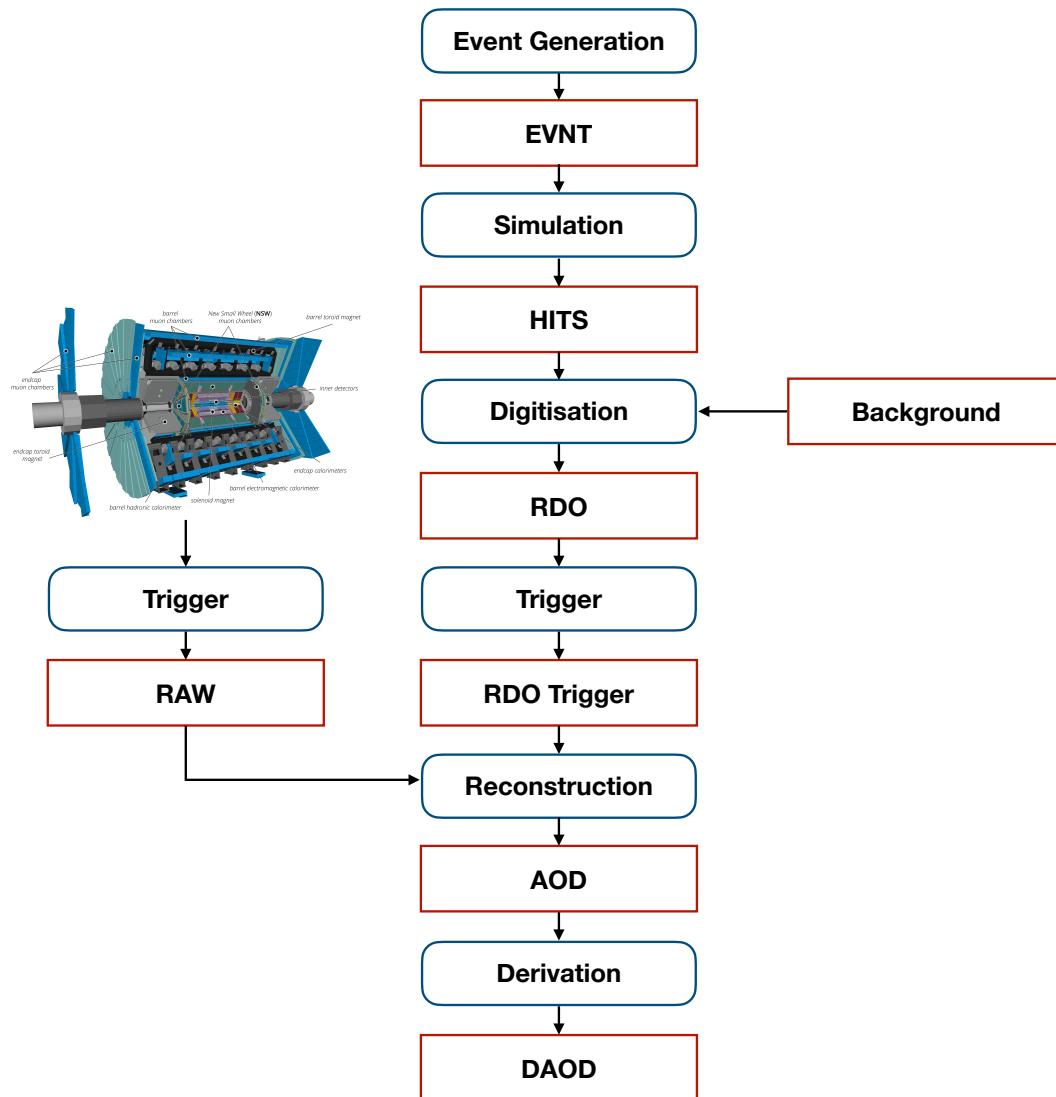 Event Generation
EVNT
Simulation
HITS
barrel
muon chambers
New Small Wheel (NSW)
muon chambers
barrel toroid magnet
endcap
muon chambers
inner detectors
endcap toroid
magnet
endcap calorimeters
barrel electromagnetic calorimeter
solenoid magnet
barrel hadronic calorimeter
Digitisation
Background
RDO
Trigger
Trigger
RAW
RDO Trigger
Reconstruction
AOD
Derivation
DAOD